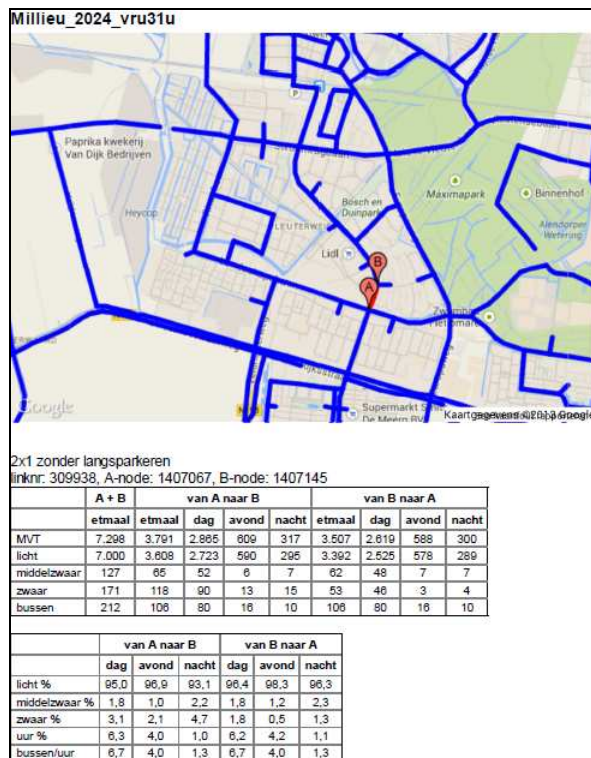 Millieu_2024_vru31u
Paprika kwekerij
Van Dijk Bedrijven
P
Heycop
Bosch en
Duinpark
Maximapark
Binnenhof
Alendorper
Wetering
Lidl
B
A
Supermarkt
De Meern BV
Google
Kaartgegevens ©2013 Google
2x1 zonder langsparkeren
linknr: 309938, A-node: 1407067, B-node: 1407145
A + B van A naar B van B naar A
etmaal etmaal dag avond nacht etmaal dag avond nacht
MVT 7.298 3.791 2.865 609 317 3.507 2.619 588 300
licht 7.000 3.608 2.723 590 295 3.392 2.525 578 289
middelzwaar 127 65 52 6 7 62 48 7 7
zwaar 171 118 90 13 15 53 46 3 4
bussen 212 106 80 16 10 106 80 16 10
van A naar B van B naar A
dag avond nacht dag avond nacht
licht % 95,0 96,9 93,1 96,4 98,3 96,3
middelzwaar % 1,8 1,0 2,2 1,8 1,2 2,3
zwaar % 3,1 2,1 4,7 1,8 0,5 1,3
uur % 6,3 4,0 1,0 6,2 4,2 1,1
bussen/uur 6,7 4,0 1,3 6,7 4,0 1,3